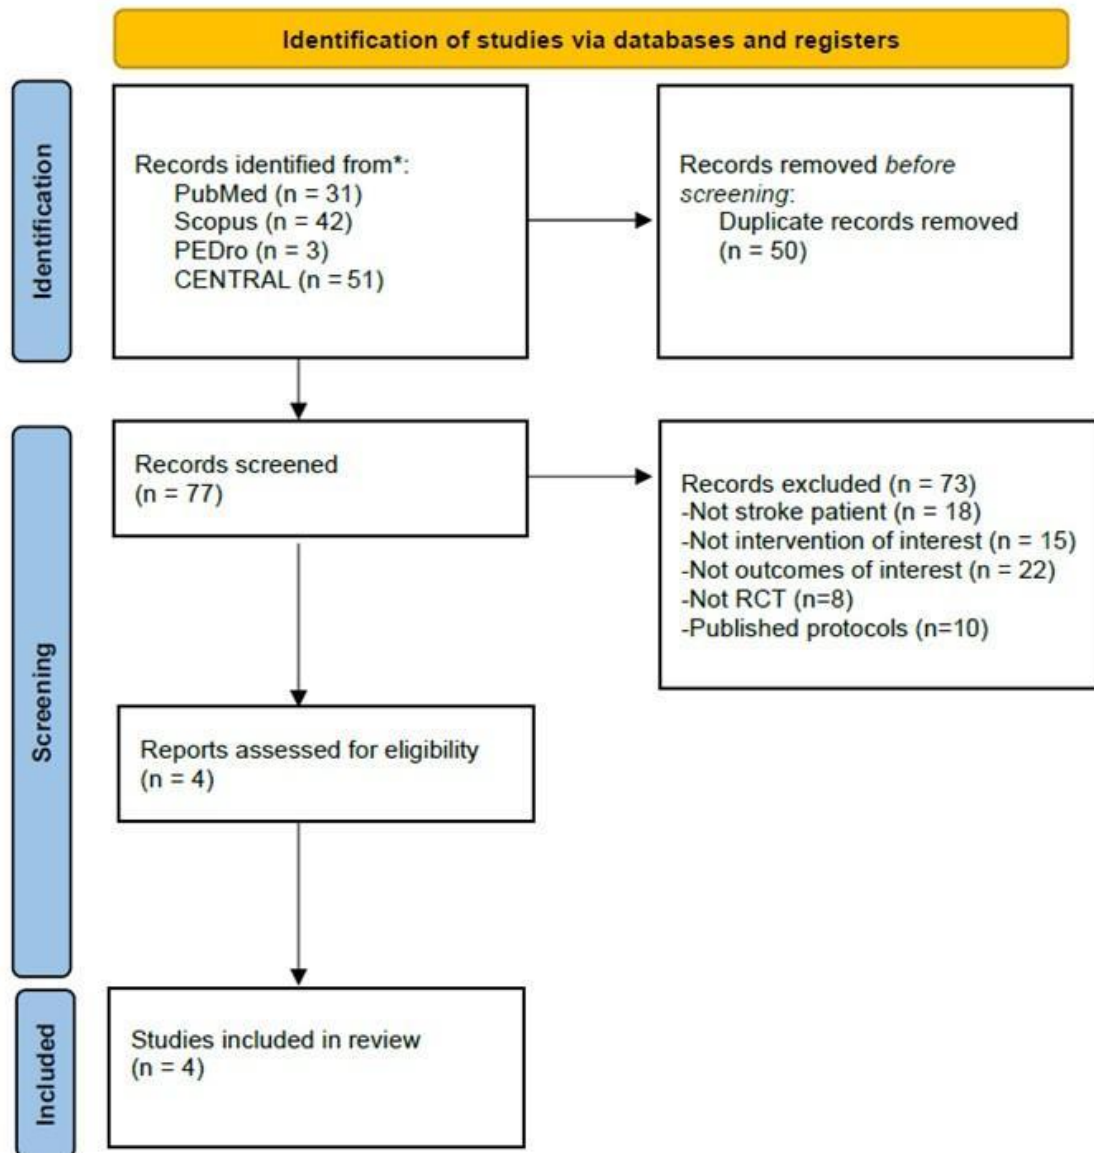 Identification of studies via databases and registers
Identification
Records identified from*:
PubMed (n = 31)
Scopus (n = 42)
PEDro (n = 3)
CENTRAL (n = 51)
Records removed before
screening:
Duplicate records removed
(n = 50)
Screening
Records screened
(n = 77)
Records excluded (n = 73)
-Not stroke patient (n = 18)
-Not intervention of interest (n = 15)
-Not outcomes of interest (n = 22)
-Not RCT (n=8)
-Published protocols (n=10)
Reports assessed for eligibility
(n = 4)
Included
Studies included in review
(n = 4)